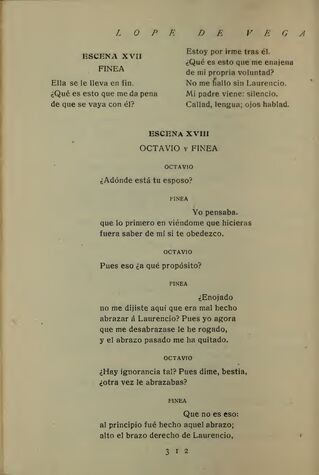 LOPE DE VEGA
ESCENA XVII
FINEA
Ella se le lleva en fin.
¿Qué es esto que me da pena
de que se vaya con él?
Estoy por irme tras él.
¿Qué es esto que me enajena
de mi propria voluntad?
No me hallo sin Laurencio.
Mi padre viene: silencio.
Callad, lengua; ojos hablad.
ESCENA XVIII
OCTAVIO Y FINEA
OCTAVIO
¿Adónde está tu esposo?
FINEA
Yo pensaba.
que lo primero en viéndome que hicieras
fuera saber de mí si te obedezco.
OCTAVIO
Pues eso ¿a qué propósito?
FINEA
¿Enojado
no me dijiste aquí que era mal hecho
abrazar á Laurencio? Pues yo agora
que me desabrazase le he rogado,
y el abrazo pasado me ha quitado.
OCTAVIO
¿Hay ignorancia tal? Pues dime, bestia,
¿otra vez le abrazabas?
FINEA
Que no es eso:
al principio fué hecho aquel abrazo;
alto el brazo derecho de Laurencio,
312